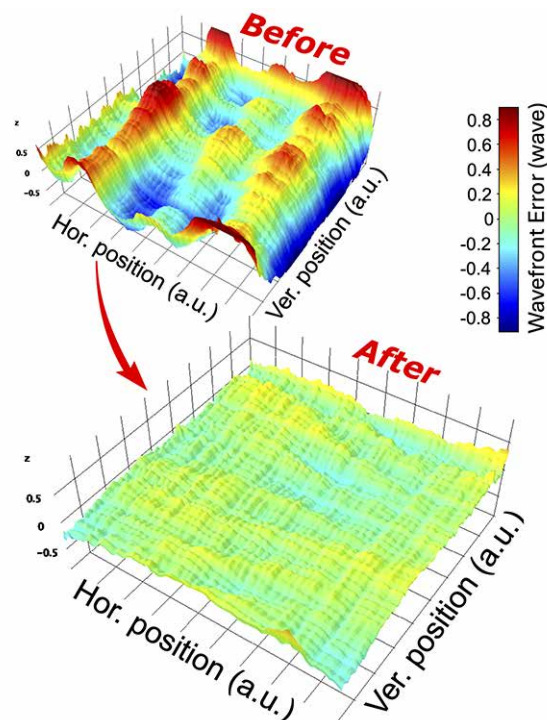 Before
z
0.5
0
-0.5
Hor. position (a.u.)
Ver. position (a.u.)
0.8
0.6
0.4
0.2
0
-0.2
-0.4
-0.6
-0.8
Wavefront Error (wave)
After
z
0.5
0
-0.5
Hor. position (a.u.)
Ver. position (a.u.)